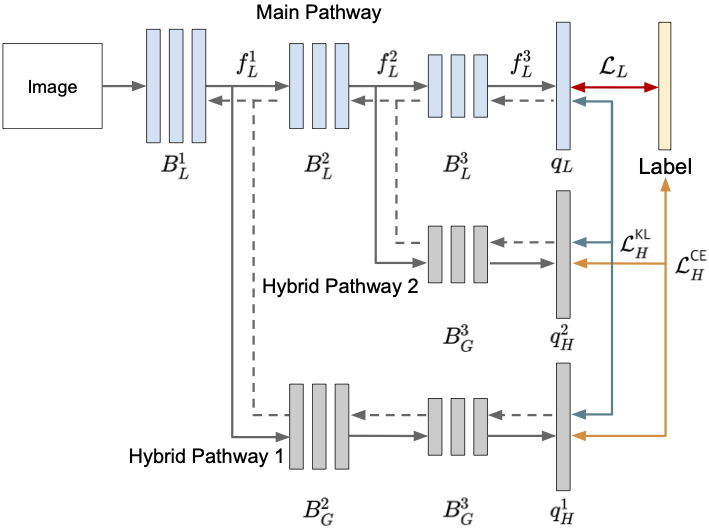 Main Pathway
Image
f_L^1
f_L^2
f_L^3
\mathcal{L}_L
B_L^1
B_L^2
B_L^3
q_L
Label
\mathcal{L}_H^{KL}
\mathcal{L}_H^{CE}
Hybrid Pathway 2
B_G^3
q_H^2
Hybrid Pathway 1
B_G^2
B_G^3
q_H^1